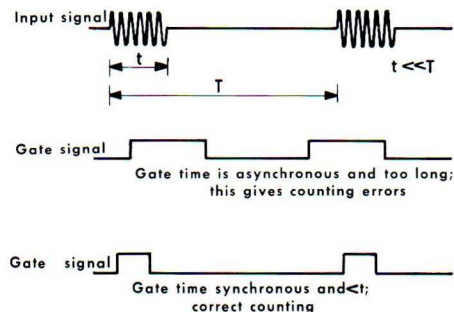 Input signal
t
t <<T
T
Gate signal
Gate time is asynchronous and too long;
this gives counting errors
Gate signal
Gate time synchronous and<t;
correct counting